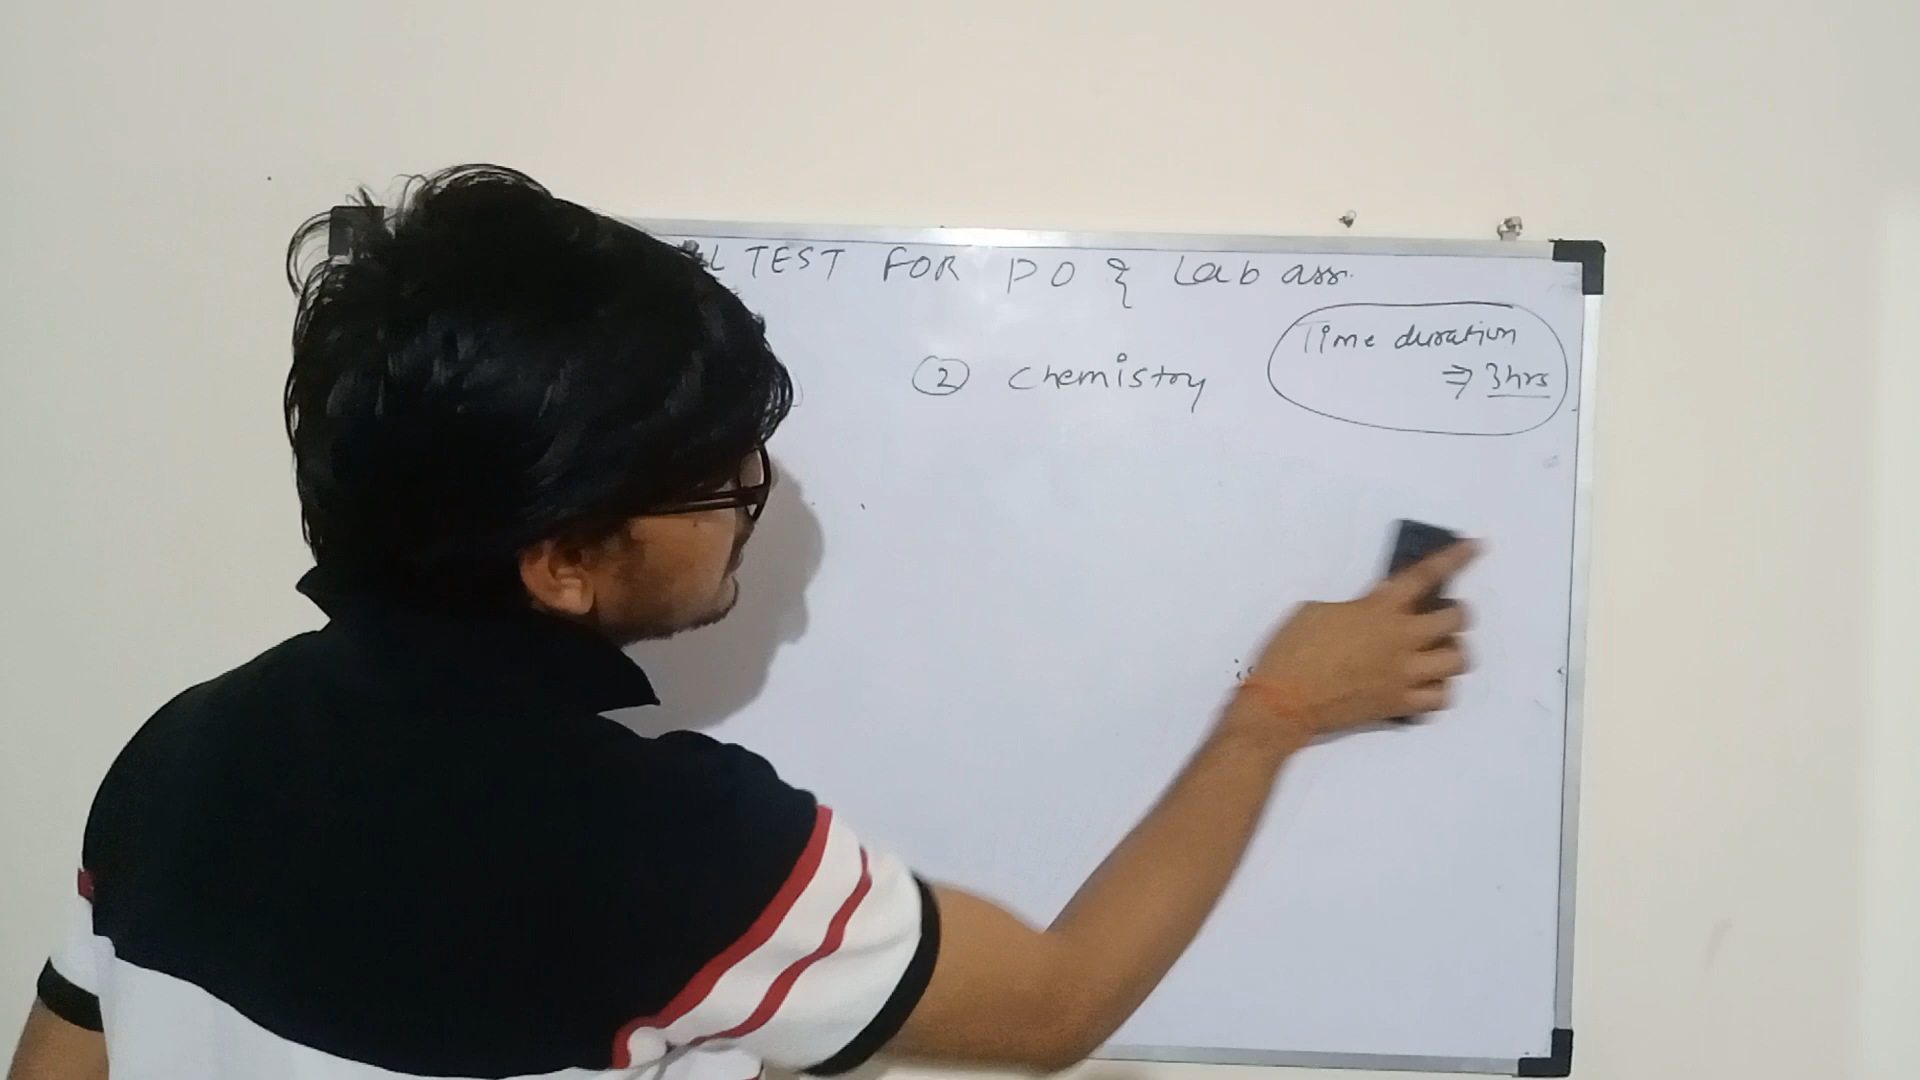 L TEST FOR PO & Lab ass.
Time duration
⇒ 3hrs
② Chemistry